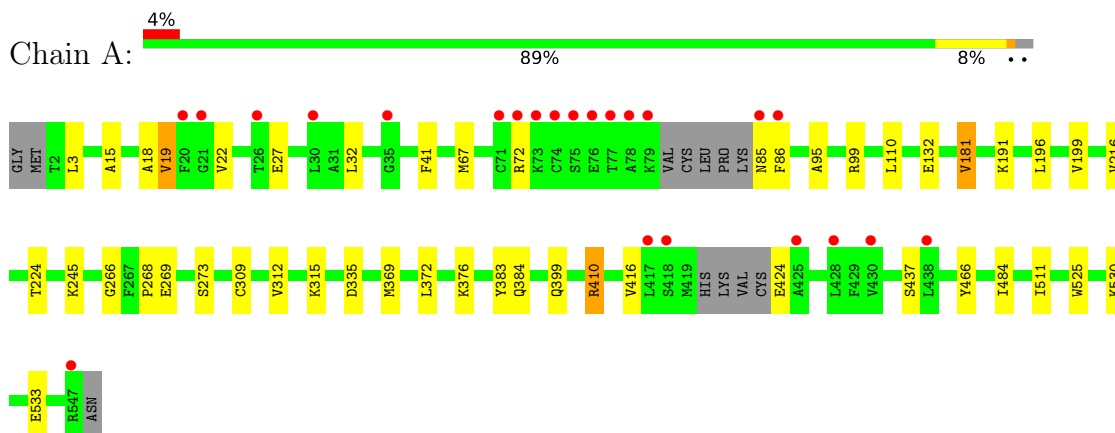 4%
Chain A:
89% 8% • •
GLY MET T2 L3 A15 A18 V19 F20 G21 V22 T26 E27 L30 A31 L32 G35 F41 M67 C71 R72 K73 C74 S75 E76 T77 A78 K79 VAL CYS LEU PRO LYS N85 F86 A95 R99 L110 E132 V181 K191 L196 V199
T224 K245 G266 F267 P268 E269 S273 C309 V312 K315 D335 M369 L372 K376 Y383 Q384 Q399 R410 V416 L417 S418 M419 HIS LYS VAL CYS E424 A425 L428 F429 V430 S437 L438 Y466 I484 I511 W525
E533 R547 ASN